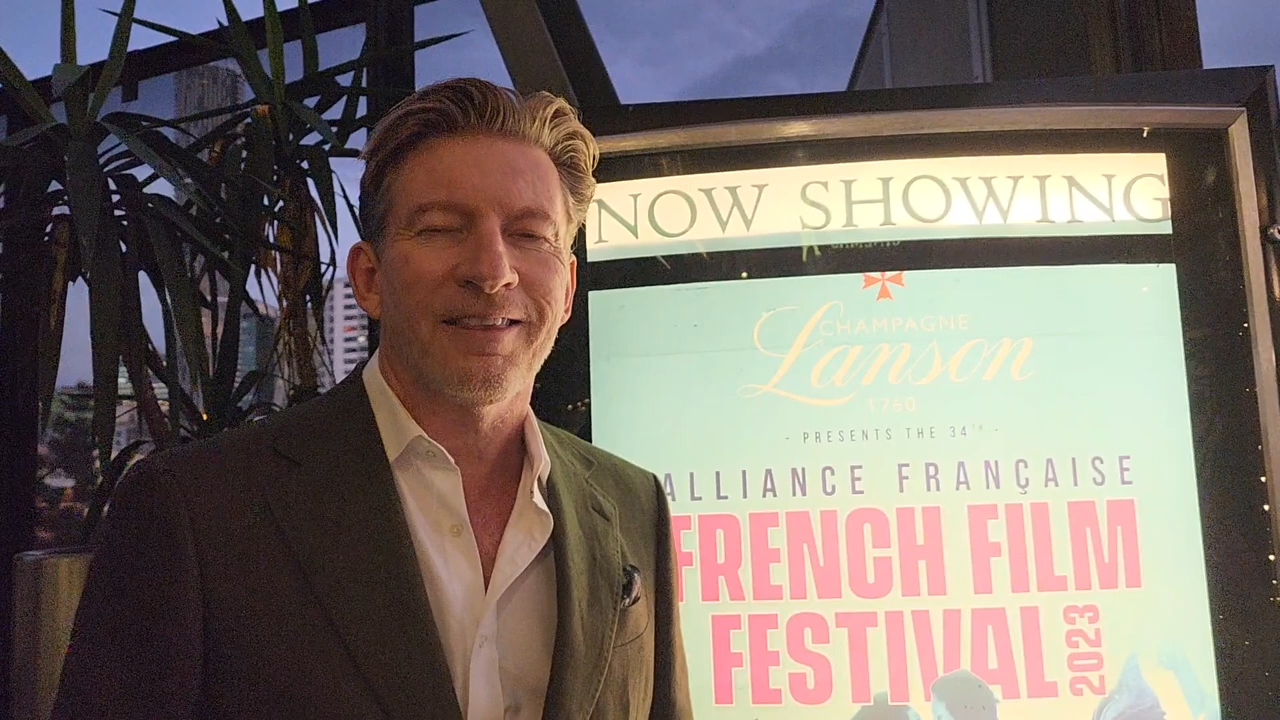 NOW SHOWING
CHAMPAGNE
Lanson
1760
- PRESENTS THE 34TH -
ALLIANCE FRANÇAISE
FRENCH FILM
FESTIVAL 2023